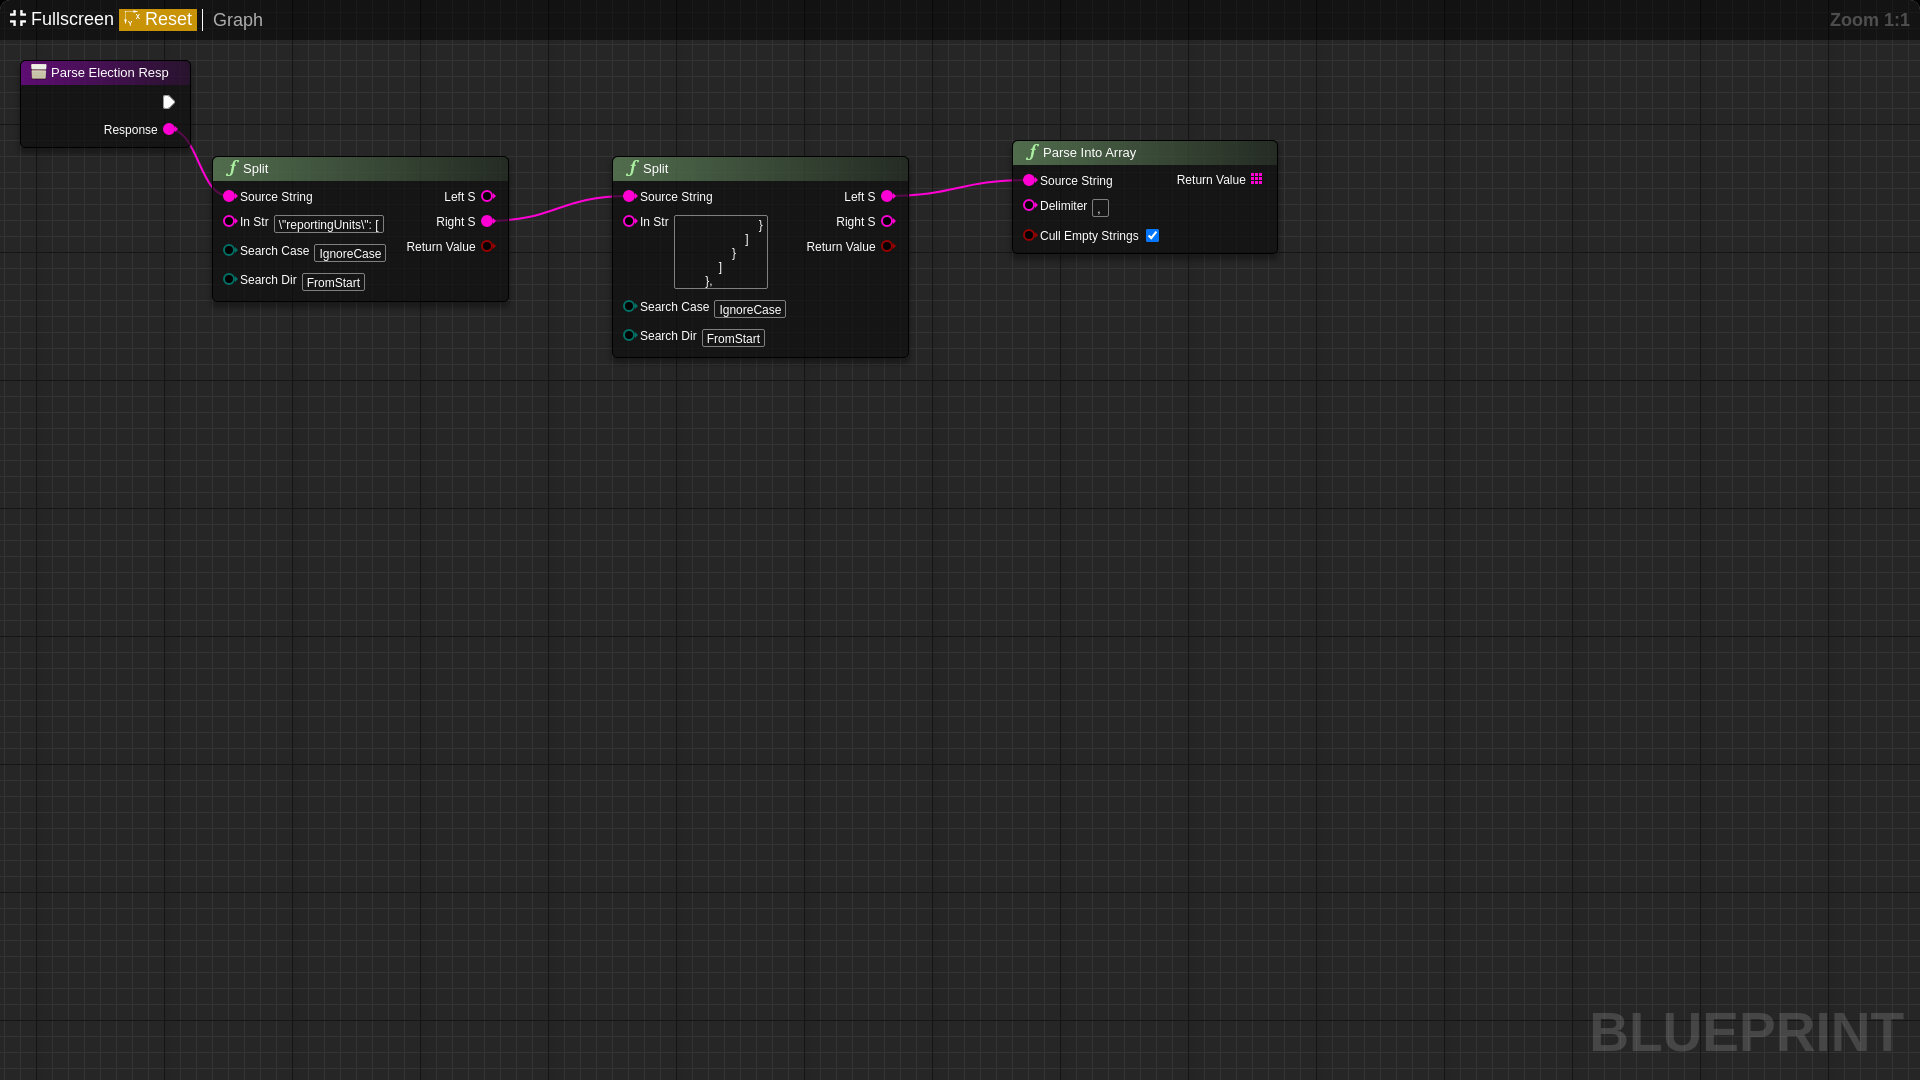 Fullscreen Reset Graph Zoom 1:1
Parse Election Resp
Response
Split
Source String Left S
In Str \"reportingUnits\": [ Right S
Search Case IgnoreCase Return Value
Search Dir FromStart
Split
Source String Left S
In Str } Right S
]
} Return Value
]
},
Search Case IgnoreCase
Search Dir FromStart
Parse Into Array
Source String Return Value
Delimiter ,
Cull Empty Strings
BLUEPRINT